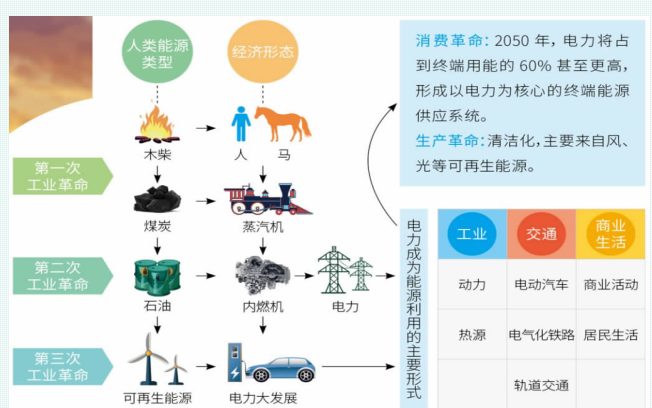 人类能源
类型
经济形态
木柴
人
马
第一次
工业革命
煤炭
蒸汽机
第二次
工业革命
石油
内燃机
电力
第三次
工业革命
可再生能源
电力大发展
电力成为能源利用的主要形式
消费革命：2050 年，电力将占
到终端用能的 60% 甚至更高，
形成以电力为核心的终端能源
供应系统。
生产革命：清洁化，主要来自风、
光等可再生能源。
工业
交通
商业
生活
动力
电动汽车
商业活动
热源
电气化铁路
居民生活
轨道交通